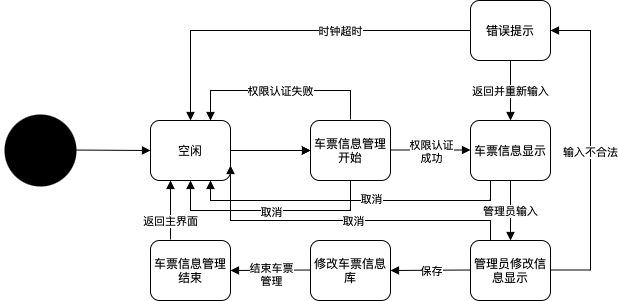 错误提示
时钟超时
权限认证失败
返回并重新输入
空闲
车票信息管理
开始
权限认证
成功
车票信息显示
输入不合法
取消
取消
取消
管理员输入
返回主界面
车票信息管理
结束
结束车票
管理
修改车票信息
库
保存
管理员修改信
息显示